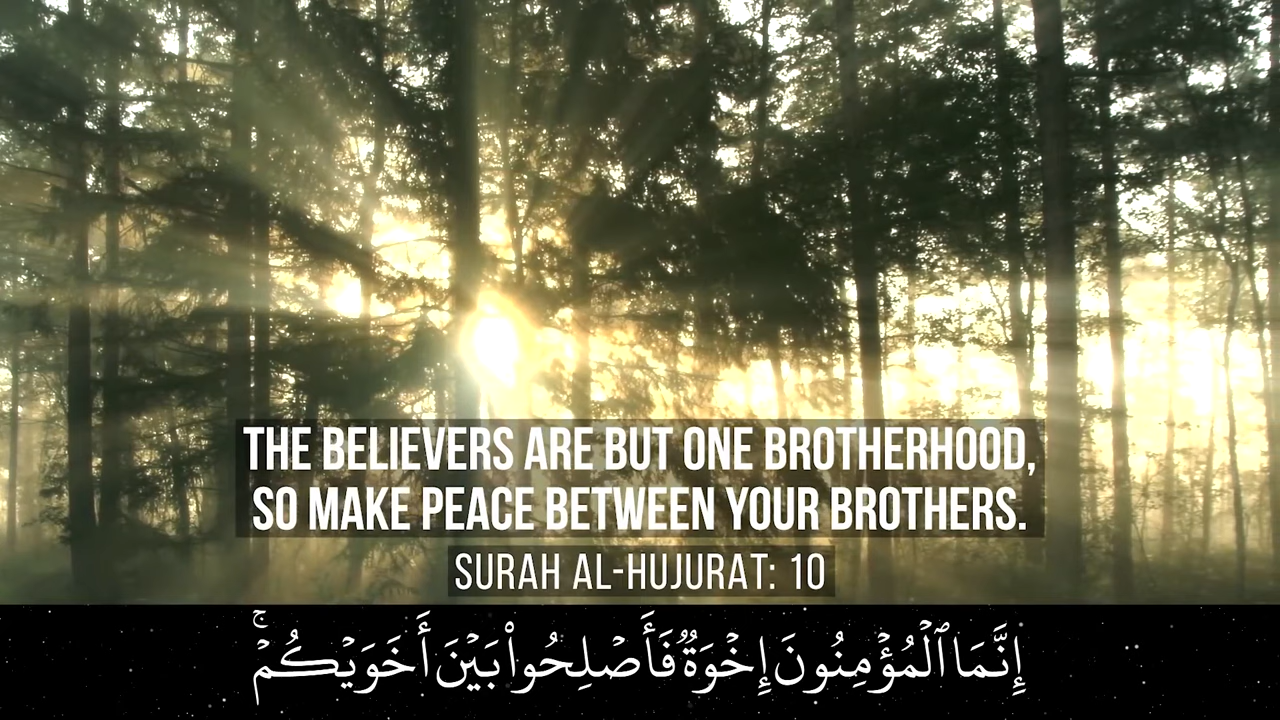 THE BELIEVERS ARE BUT ONE BROTHERHOOD,
SO MAKE PEACE BETWEEN YOUR BROTHERS.
SURAH AL-HUJURAT: 10
إِنَّمَا ٱلْمُؤْمِنُونَ إِخْوَةٌ فَأَصْلِحُوا۟ بَيْنَ أَخَوَيْكُمْ ۚ